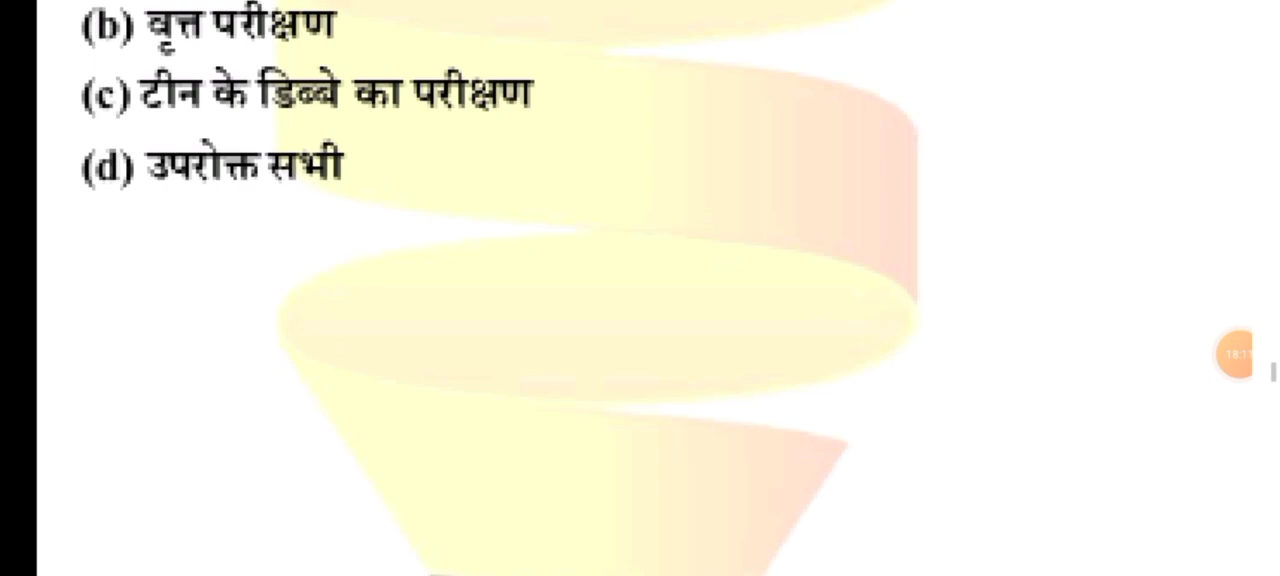 (b) वृत्त परीक्षण
(c) टीन के डिब्बे का परीक्षण
(d) उपरोक्त सभी